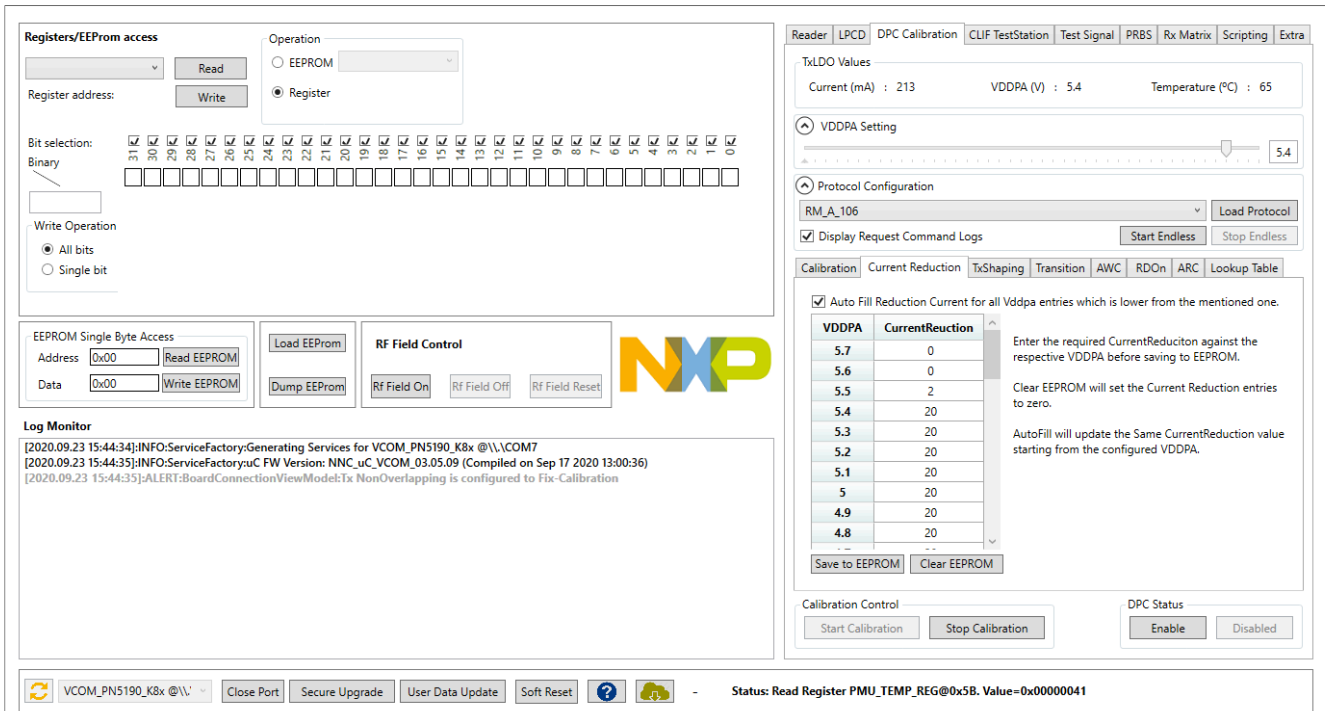 Registers/EEProm access
Read
Register address:
Write
Operation
EEPROM
Register
Bit selection:
Binary
31 30 29 28 27 26 25 24 23 22 21 20 19 18 17 16 15 14 13 12 11 10 9 8 7 6 5 4 3 2 1 0
Write Operation
All bits
Single bit
EEPROM Single Byte Access
Address 0x00 Read EEPROM
Data 0x00 Write EEPROM
Load EEProm
Dump EEProm
RF Field Control
Rf Field On Rf Field Off Rf Field Reset
NXP
Log Monitor
[2020.09.23 15:44:34]:INFO:ServiceFactory:Generating Services for VCOM_PN5190_K8x @\\.\COM7
[2020.09.23 15:44:35]:INFO:ServiceFactory:uC FW Version: NNC_uC_VCOM_03.05.09 (Compiled on Sep 17 2020 13:00:36)
[2020.09.23 15:44:35]:ALERT:BoardConnectionViewModel:Tx NonOverlapping is configured to Fix-Calibration
Reader LPCD DPC Calibration CLIF TestStation Test Signal PRBS Rx Matrix Scripting Extra
TxLDO Values
Current (mA) : 213 VDDPA (V) : 5.4 Temperature (ºC) : 65
VDDPA Setting
5.4
Protocol Configuration
RM_A_106 Load Protocol
Display Request Command Logs Start Endless Stop Endless
Calibration Current Reduction TxShaping Transition AWC RDOn ARC Lookup Table
Auto Fill Reduction Current for all Vddpa entries which is lower from the mentioned one.
VDDPA CurrentReuction
5.7 0
5.6 0
5.5 2
5.4 20
5.3 20
5.2 20
5.1 20
5 20
4.9 20
4.8 20
Enter the required CurrentReduciton against the
respective VDDPA before saving to EEPROM.
Clear EEPROM will set the Current Reduction entries
to zero.
AutoFill will update the Same CurrentReduction value
starting from the configured VDDPA.
Save to EEPROM Clear EEPROM
Calibration Control
Start Calibration Stop Calibration
DPC Status
Enable Disabled
VCOM_PN5190_K8x @\\.\ Close Port Secure Upgrade User Data Update Soft Reset ? - Status: Read Register PMU_TEMP_REG@0x5B. Value=0x00000041